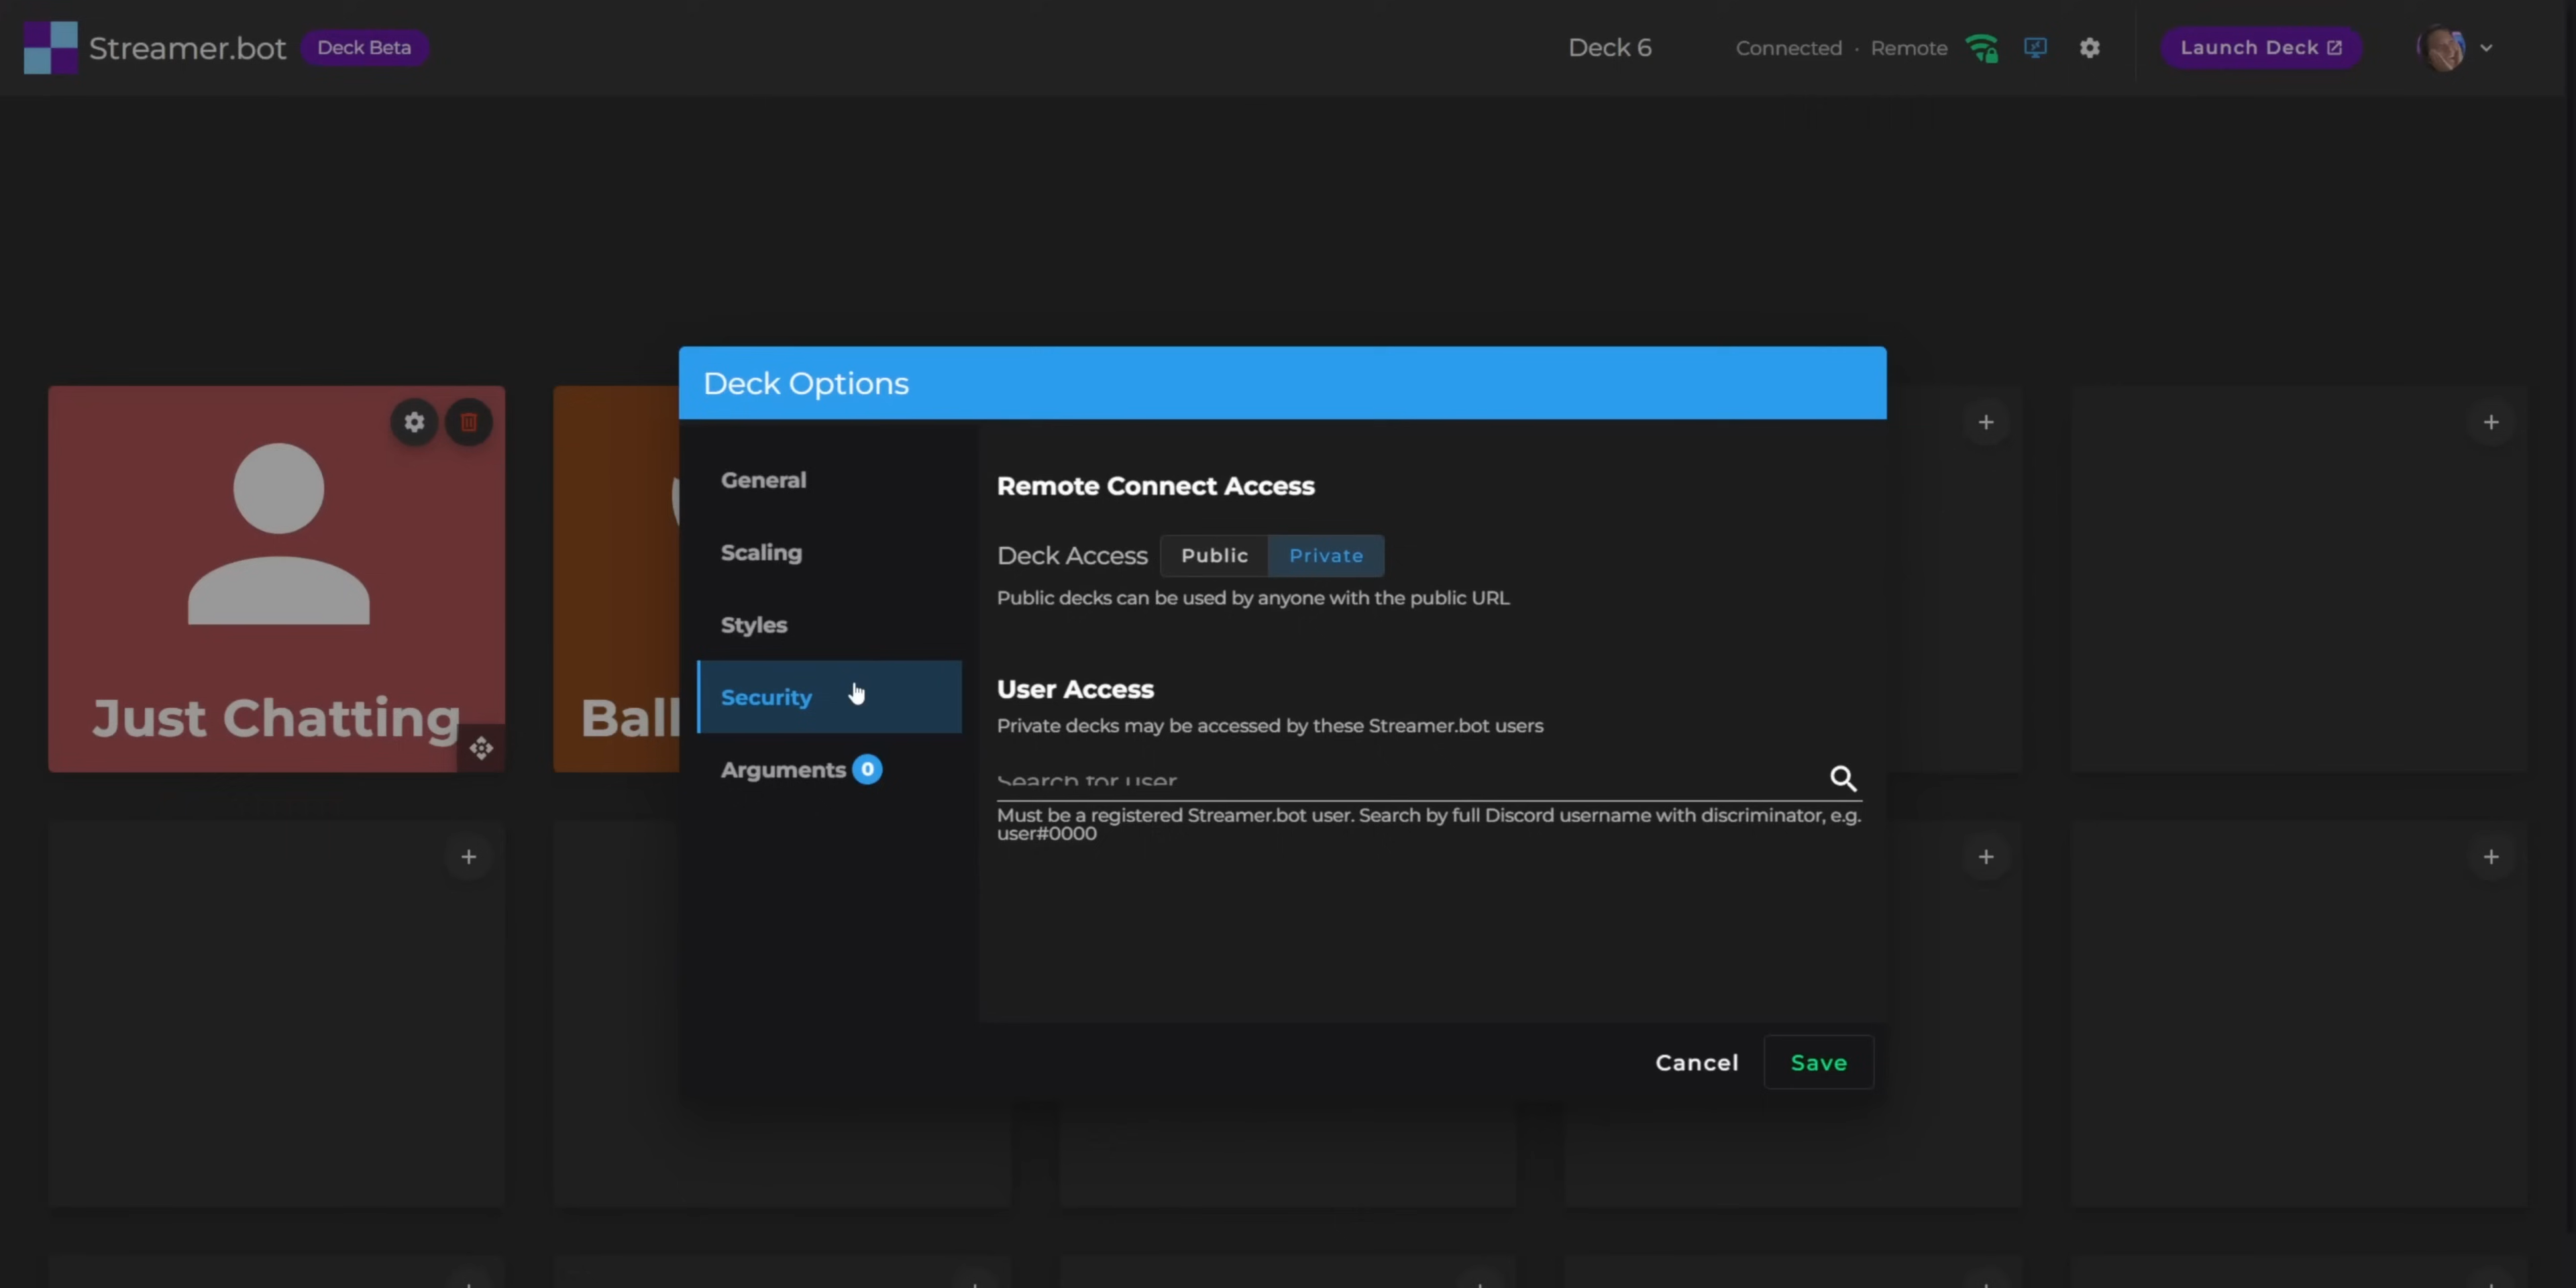 Streamer.bot
Deck Beta
Deck 6
Connected · Remote
Launch Deck
Deck Options
General
Scaling
Styles
Security
Arguments 0
Remote Connect Access
Deck Access Public Private
Public decks can be used by anyone with the public URL
User Access
Private decks may be accessed by these Streamer.bot users
Search for user
Must be a registered Streamer.bot user. Search by full Discord username with discriminator, e.g.
user#0000
Cancel
Save
Just Chatting
Ball